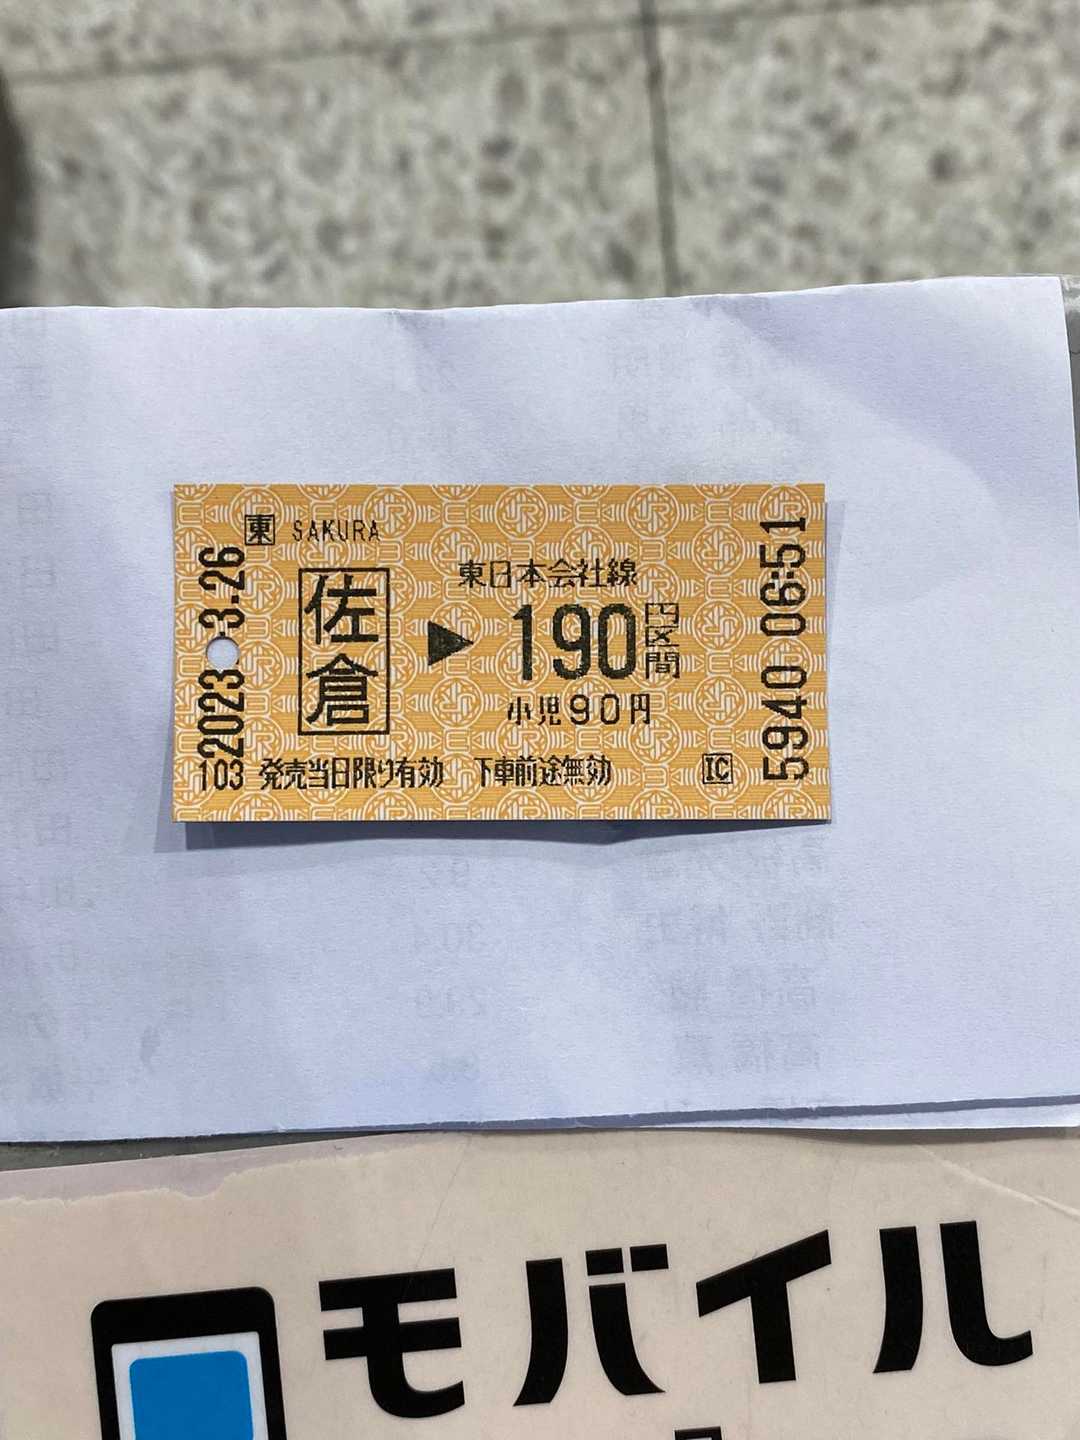 東 SAKURA
2023.-3.26
佐倉
東日本会社線
▶ 190円区間
小児90円
103 発売当日限り有効 下車前途無効
IC
5940 06:51
モバイル